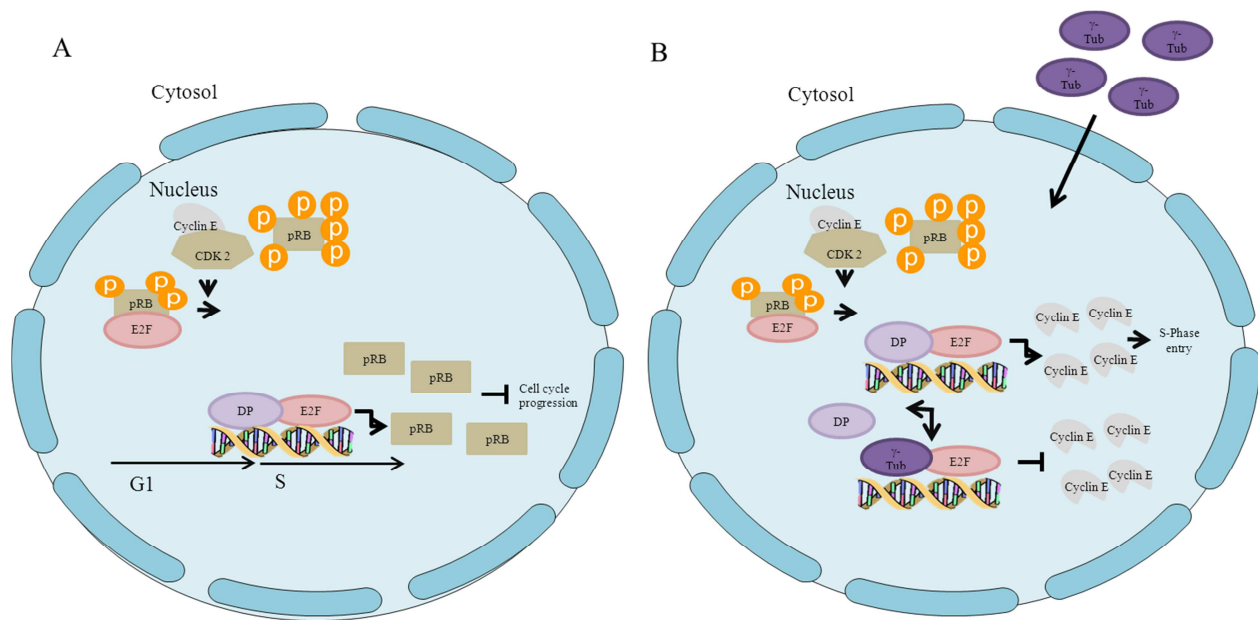 A
Cytosol
Nucleus
Cyclin E
CDK 2
p
p
p
p
p
p
p
pRB
p
p
p
pRB
E2F
pRB
pRB
Cell cycle
progression
DP
E2F
pRB
pRB
G1
S
B
γ-
Tub
γ-
Tub
γ-
Tub
γ-
Tub
Cytosol
Nucleus
Cyclin E
CDK 2
p
p
p
p
p
p
p
pRB
p
p
p
pRB
E2F
DP
E2F
Cyclin E
Cyclin E
Cyclin E
Cyclin E
S-Phase
entry
DP
γ-
Tub
E2F
Cyclin E
Cyclin E
Cyclin E
Cyclin E